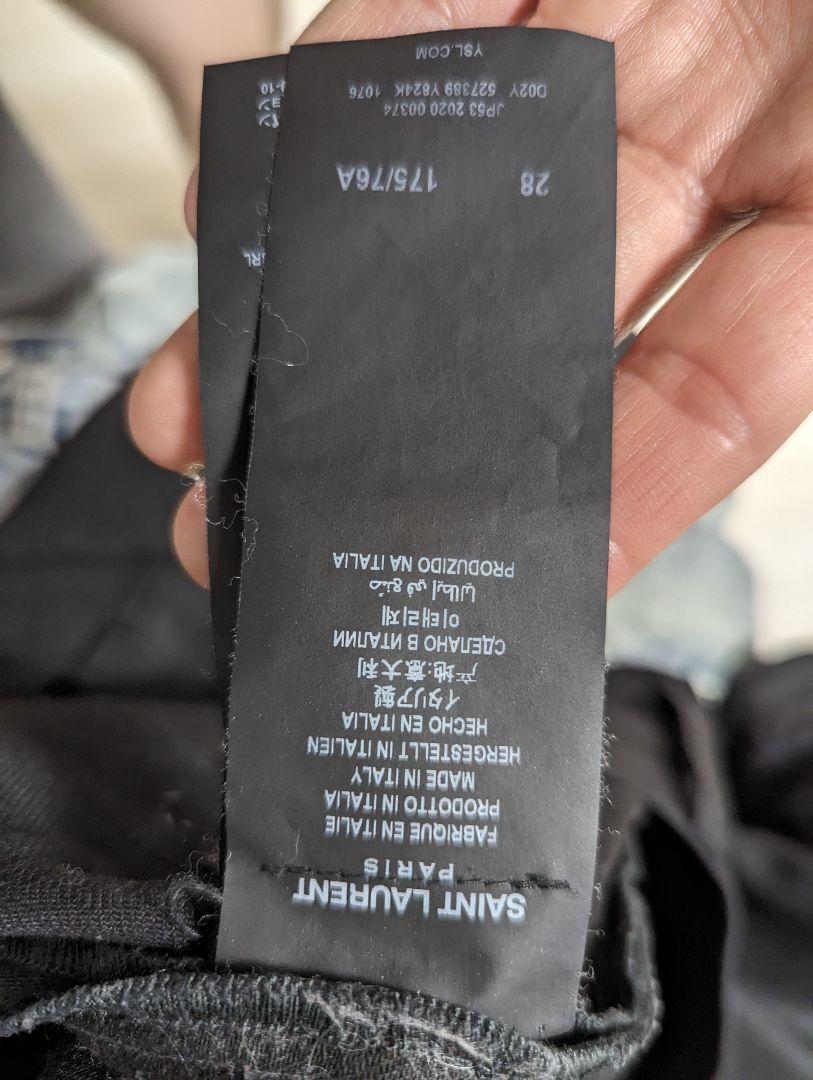 SAINT LAURENT
PARIS
FABRIQUE EN ITALIE
PRODOTTO IN ITALIA
MADE IN ITALY
HERGESTELLT IN ITALIEN
HECHO EN ITALIA
イタリア製
产地:意大利
СДЕЛАНО В ИТАЛИИ
이태리제
صنع في إيطاليا
PRODUZIDO NA ITALIA
28 175/76A
JP53 2020 00374
D02Y 527389 Y824K 1076
YSL.COM
SRL